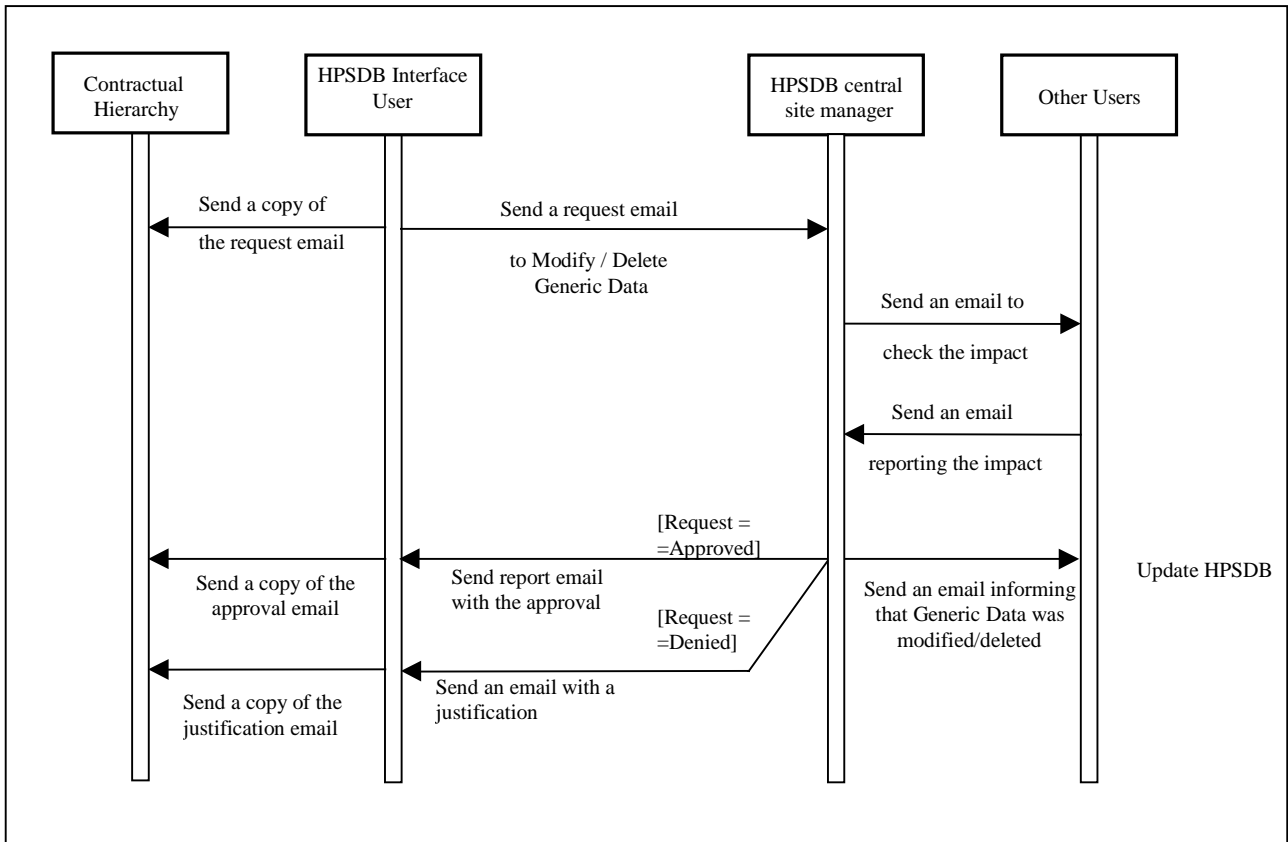 Contractual
Hierarchy
HPSDB Interface
User
HPSDB central
site manager
Other Users
Send a copy of
the request email
Send a request email
to Modify / Delete
Generic Data
Send an email to
check the impact
Send an email
reporting the impact
[Request =
=Approved]
Send a copy of the
approval email
Send report email
with the approval
Send an email informing
that Generic Data was
modified/deleted
Update HPSDB
[Request =
=Denied]
Send a copy of the
justification email
Send an email with a
justification